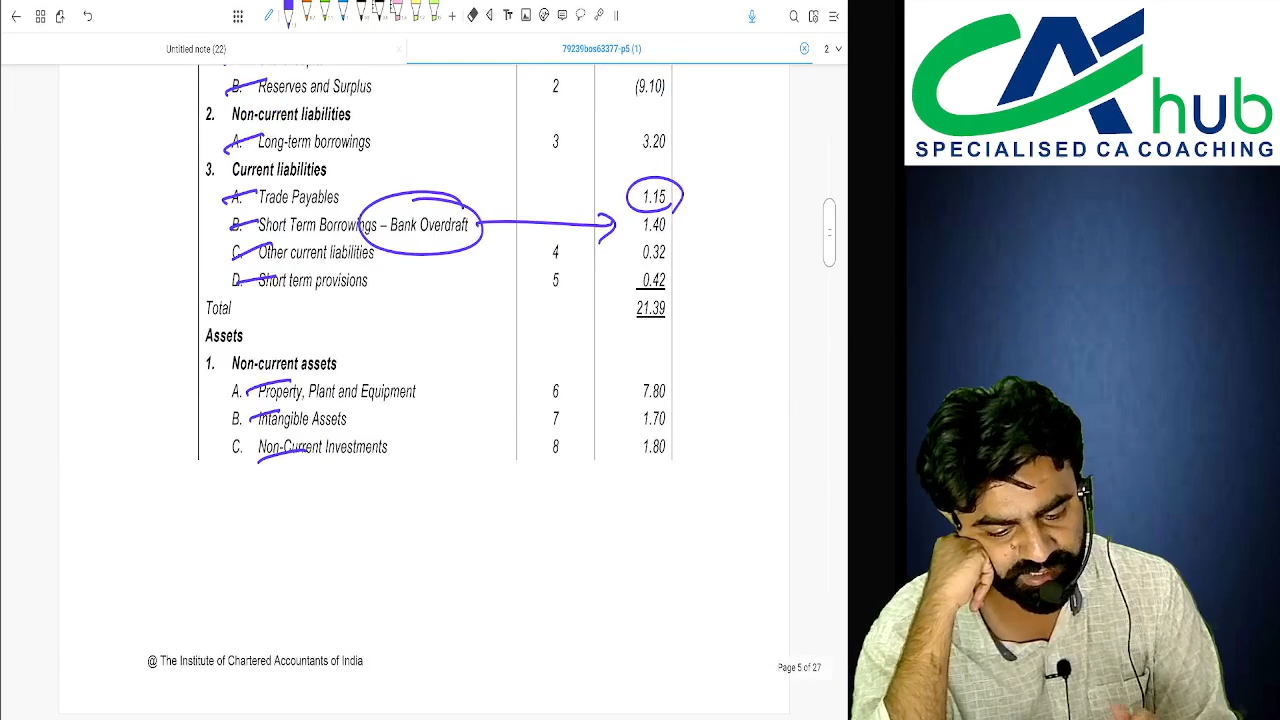 Untitled note (22)
79239bos63377-p5 (1)
2
B. Reserves and Surplus 2 (9.10)
2. Non-current liabilities
A. Long-term borrowings 3 3.20
3. Current liabilities
A. Trade Payables 1.15
B. Short Term Borrowings – Bank Overdraft 1.40
C. Other current liabilities 4 0.32
D. Short term provisions 5 0.42
Total 21.39
Assets
1. Non-current assets
A. Property, Plant and Equipment 6 7.80
B. Intangible Assets 7 1.70
C. Non-Current Investments 8 1.80
@ The Institute of Chartered Accountants of India
Page 5 of 27
CA hub
SPECIALISED CA COACHING